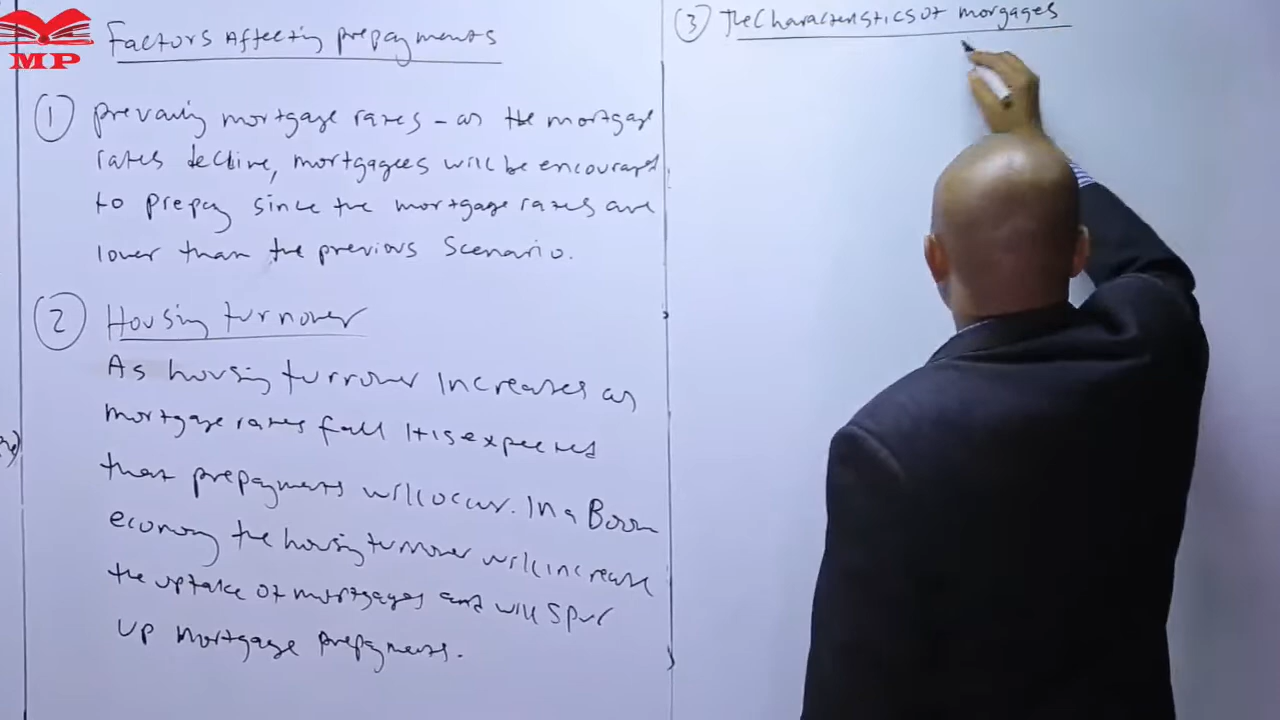 MP
Factors Affecting prepayments
① prevailing mortgage rates - as the mortgage
rates decline, mortgagees will be encouraged
to prepay since the mortgage rates are
lower than the previous Scenario.
② Housing turnover
As housing turnover increases as
mortgage rates fall it is expected
that prepayments will occur. In a Boom
economy the housing turnover will increase
the uptake of mortgages and will spur
up mortgage prepayments.
③ The Characteristics of morgages